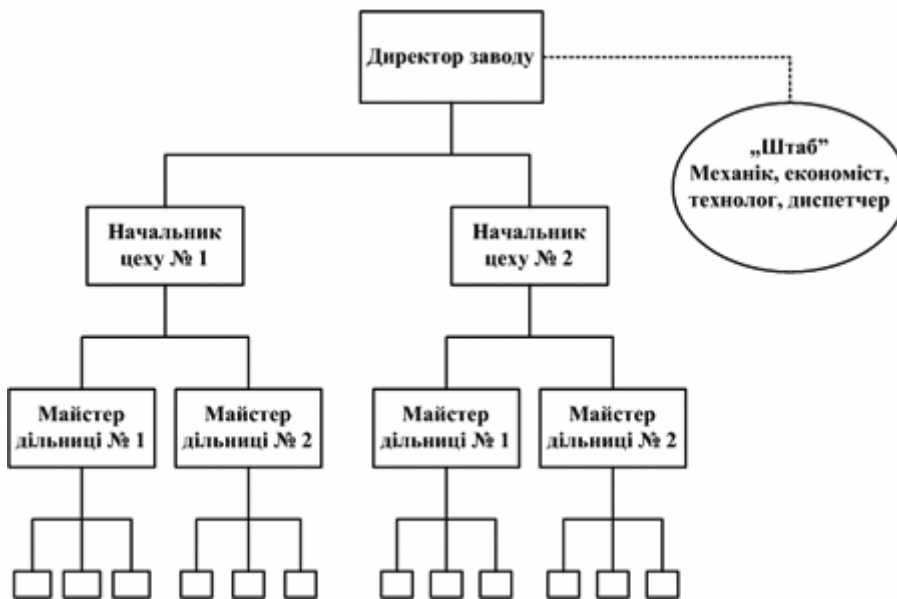 Директор заводу
„Штаб”
Механік, економіст,
технолог, диспетчер
Начальник
цеху № 1
Начальник
цеху № 2
Майстер
дільниці № 1
Майстер
дільниці № 2
Майстер
дільниці № 1
Майстер
дільниці № 2